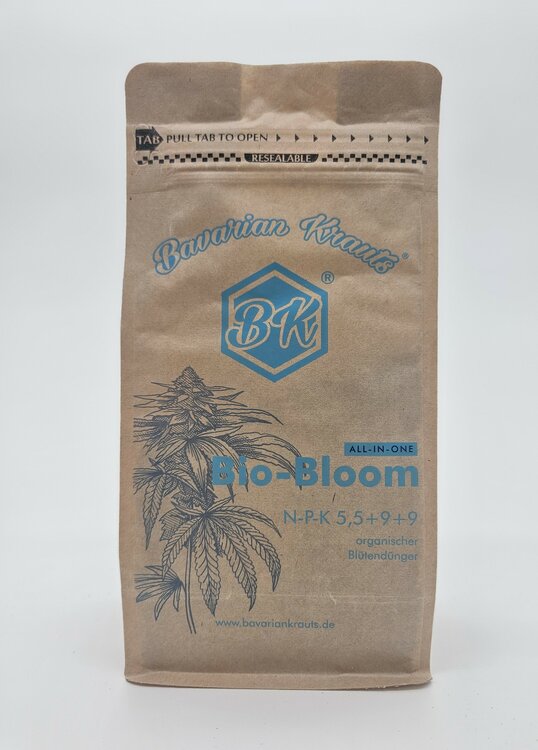 TAB PULL TAB TO OPEN
RESEALABLE
Bavarian Krauts®
BK®
ALL-IN-ONE
Bio-Bloom
N-P-K 5,5+9+9
organischer
Blütendünger
www.bavariankrauts.de